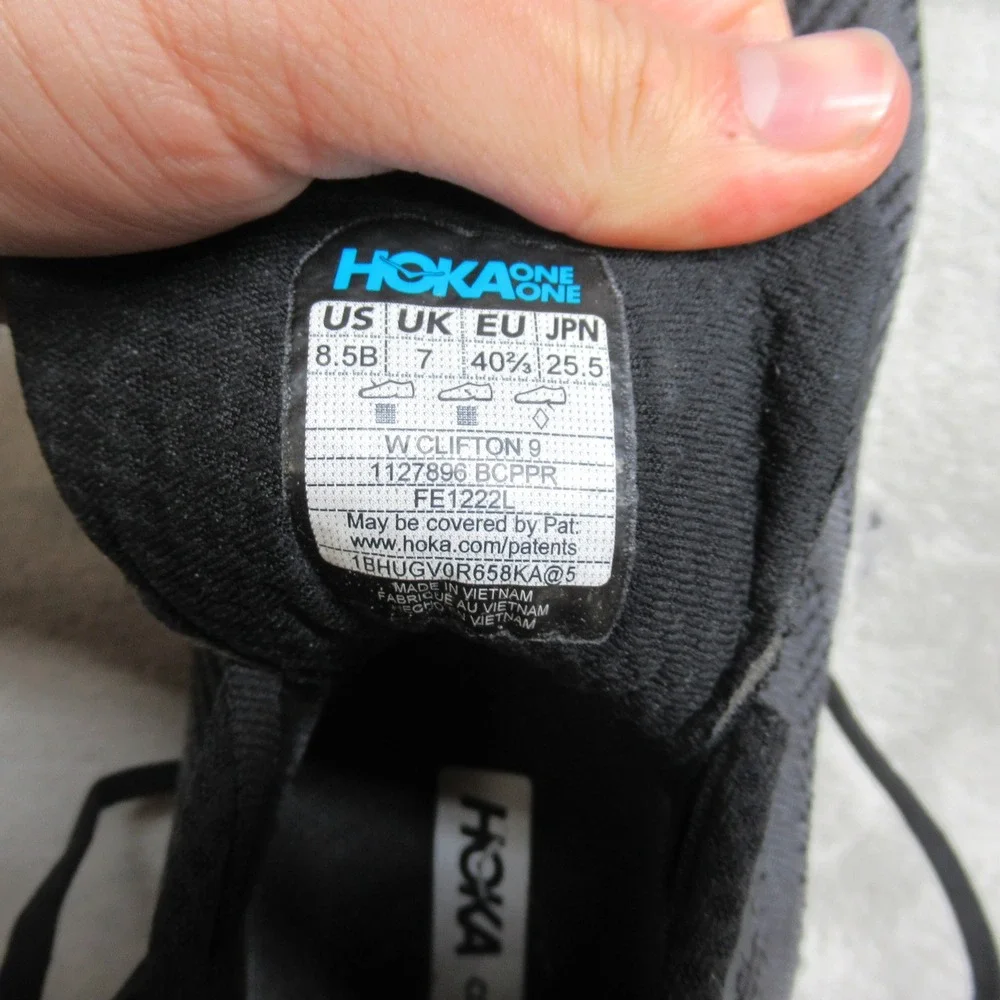 HOKA ONE ONE
US UK EU JPN
8.5B 7 40⅔ 25.5
W CLIFTON 9
1127896 BCPPR
FE1222L
May be covered by Pat:
www.hoka.com/patents
1BHUGV0R658KA@5
MADE IN VIETNAM
FABRIQUE AU VIETNAM
VIETNAM
HOKA